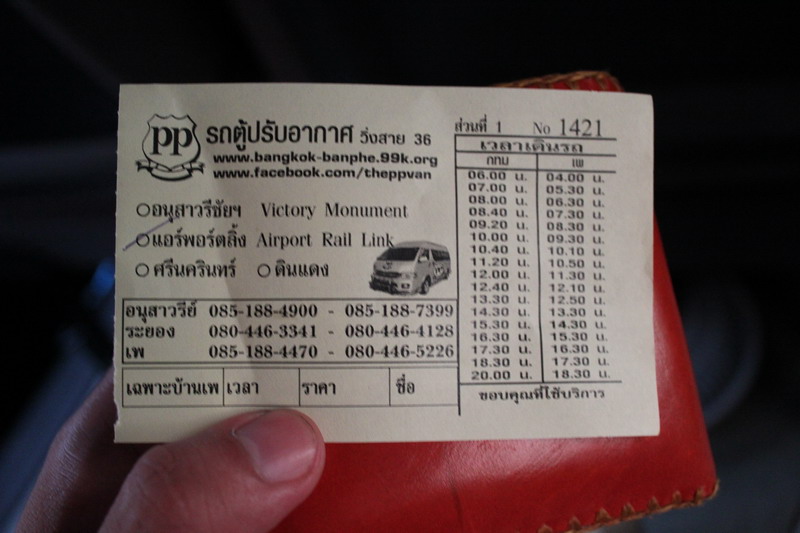 pp
รถตู้ปรับอากาศ วิ่งสาย 36
www.bangkok-banphe.99k.org
www.facebook.com/theppvan
อนุสาวรีชัยฯ Victory Monument
แอร์พอร์ตลิ้ง Airport Rail Link
ศรีนครินทร์ ดินแดง
อนุสาวรีย์ 085-188-4900 - 085-188-7399
ระยอง 080-446-3341 - 080-446-4128
เพ 085-188-4470 - 080-446-5226
เฉพาะบ้านเพ เวลา ราคา ชื่อ
ส่วนที่ 1 No 1421
เวลาเดินรถ
กทม เพ
06.00 น. 04.00 น.
07.00 น. 05.30 น.
08.00 น. 06.30 น.
08.40 น. 07.30 น.
09.20 น. 08.30 น.
10.00 น. 09.30 น.
10.40 น. 10.10 น.
11.20 น. 10.50 น.
12.00 น. 11.30 น.
12.40 น. 12.10 น.
13.30 น. 12.50 น.
14.30 น. 13.30 น.
15.30 น. 14.30 น.
16.30 น. 15.30 น.
17.30 น. 16.30 น.
18.30 น. 17.30 น.
20.00 น. 18.30 น.
ขอบคุณที่ใช้บริการ